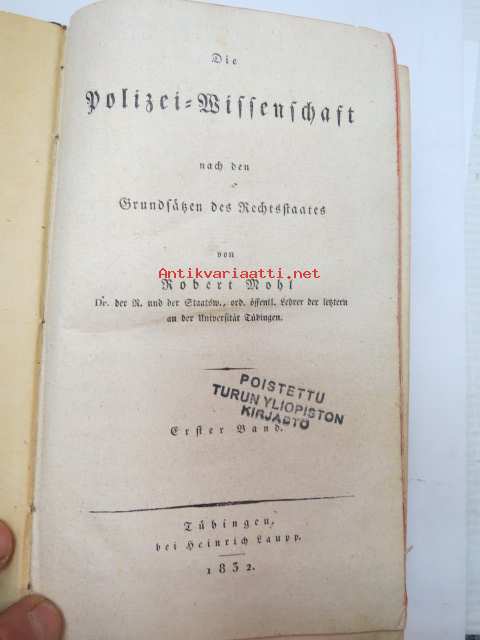 Die
Polizei-Wissenschaft
nach den
Grundsätzen des Rechtsstaates
von
Antikvariaatti.net
Robert Mohl
Dr. der R. und der Staatsw., ord. öffentl. Lehrer der letztern
an der Universität Tübingen.
POISTETTU
TURUN YLIOPISTON
KIRJASTO
Erster Band.
Tübingen,
bei Heinrich Laupp.
1832.